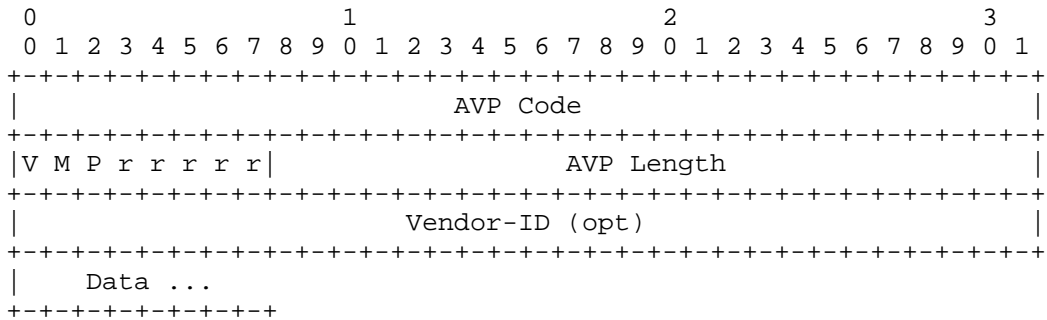 0                   1                   2                   3
 0 1 2 3 4 5 6 7 8 9 0 1 2 3 4 5 6 7 8 9 0 1 2 3 4 5 6 7 8 9 0 1
+-+-+-+-+-+-+-+-+-+-+-+-+-+-+-+-+-+-+-+-+-+-+-+-+-+-+-+-+-+-+-+-+
|                           AVP Code                            |
+-+-+-+-+-+-+-+-+-+-+-+-+-+-+-+-+-+-+-+-+-+-+-+-+-+-+-+-+-+-+-+-+
|V M P r r r r r|                  AVP Length                   |
+-+-+-+-+-+-+-+-+-+-+-+-+-+-+-+-+-+-+-+-+-+-+-+-+-+-+-+-+-+-+-+-+
|                        Vendor-ID (opt)                        |
+-+-+-+-+-+-+-+-+-+-+-+-+-+-+-+-+-+-+-+-+-+-+-+-+-+-+-+-+-+-+-+-+
|    Data ...
+-+-+-+-+-+-+-+-+